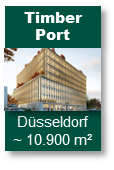 Timber
Port
Düsseldorf
~ 10.900 m²